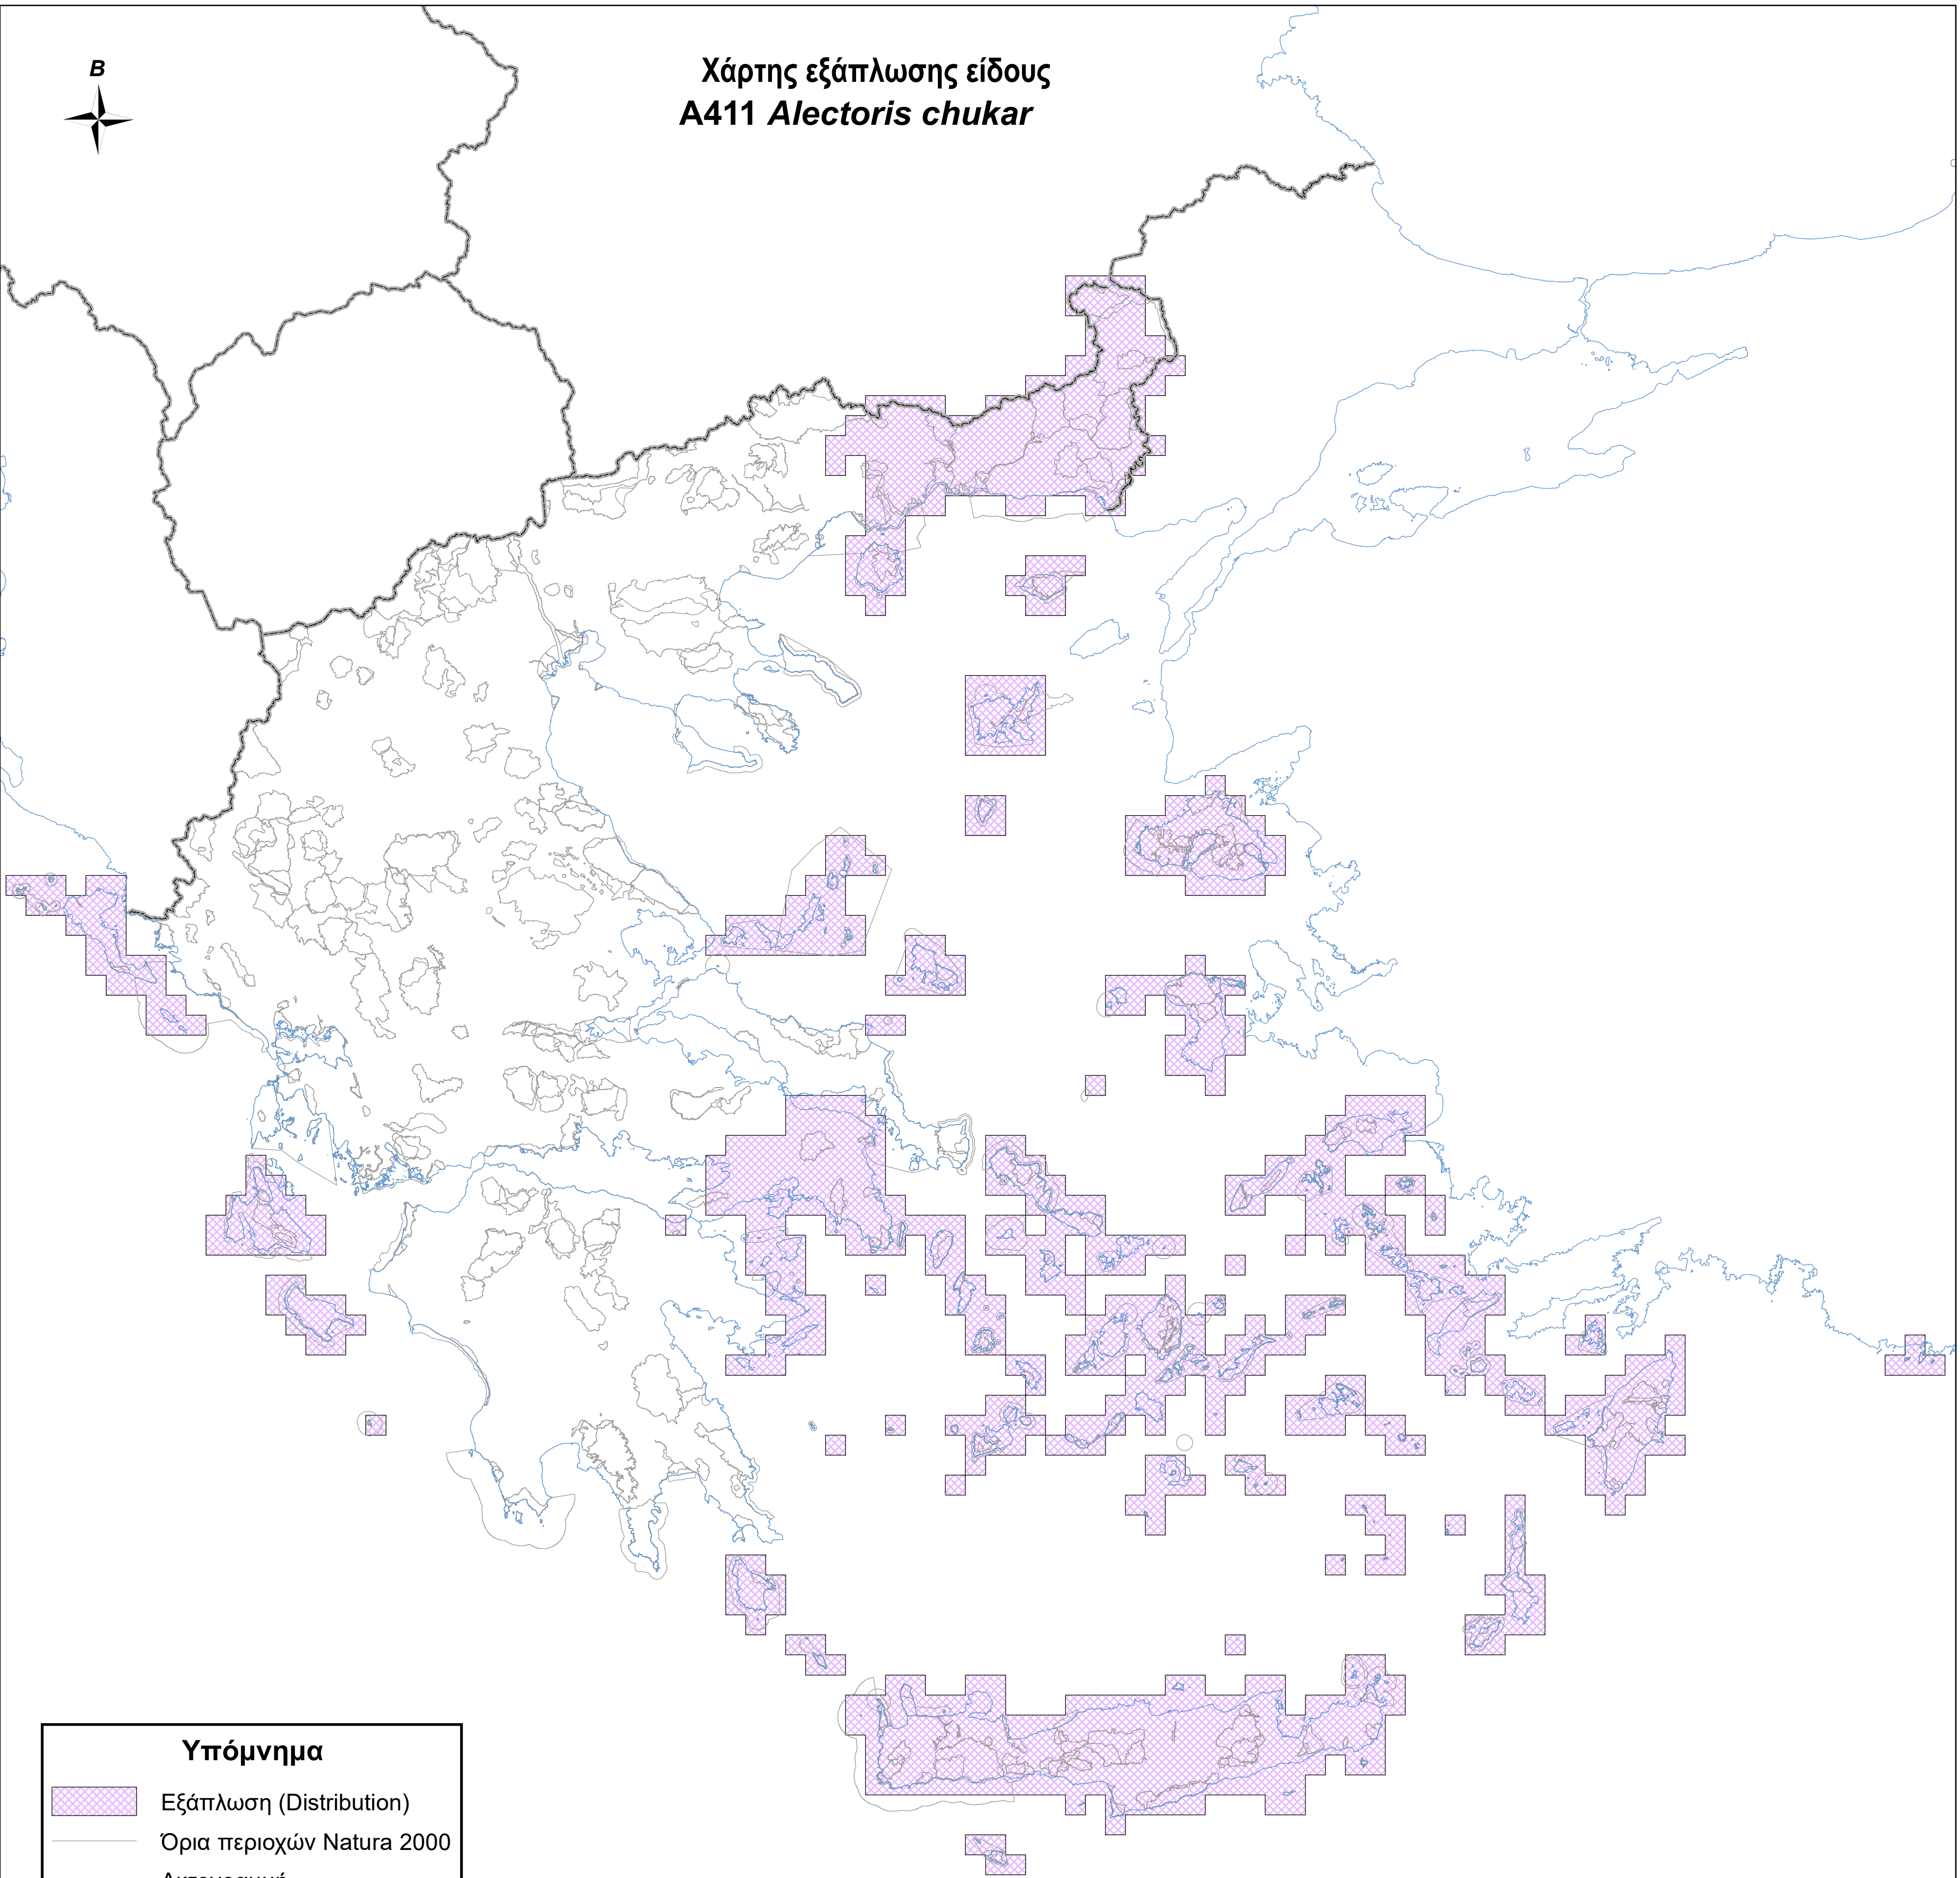 B
Χάρτης εξάπλωσης είδους
A411 Alectoris chukar
Υπόμνημα
Εξάπλωση (Distribution)
Όρια περιοχών Natura 2000